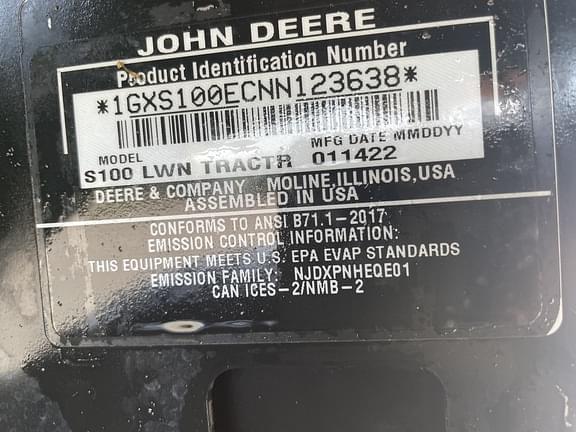 JOHN DEERE
Product Identification Number
*1GXS100ECNN123638*
MODEL MFG DATE MMDDYY
S100 LWN TRACTR 011422
DEERE & COMPANY MOLINE,ILLINOIS,USA
ASSEMBLED IN USA
CONFORMS TO ANSI B71.1-2017
EMISSION CONTROL INFORMATION:
THIS EQUIPMENT MEETS U.S. EPA EVAP STANDARDS
EMISSION FAMILY: NJDXPNHEQE01
CAN ICES-2/NMB-2